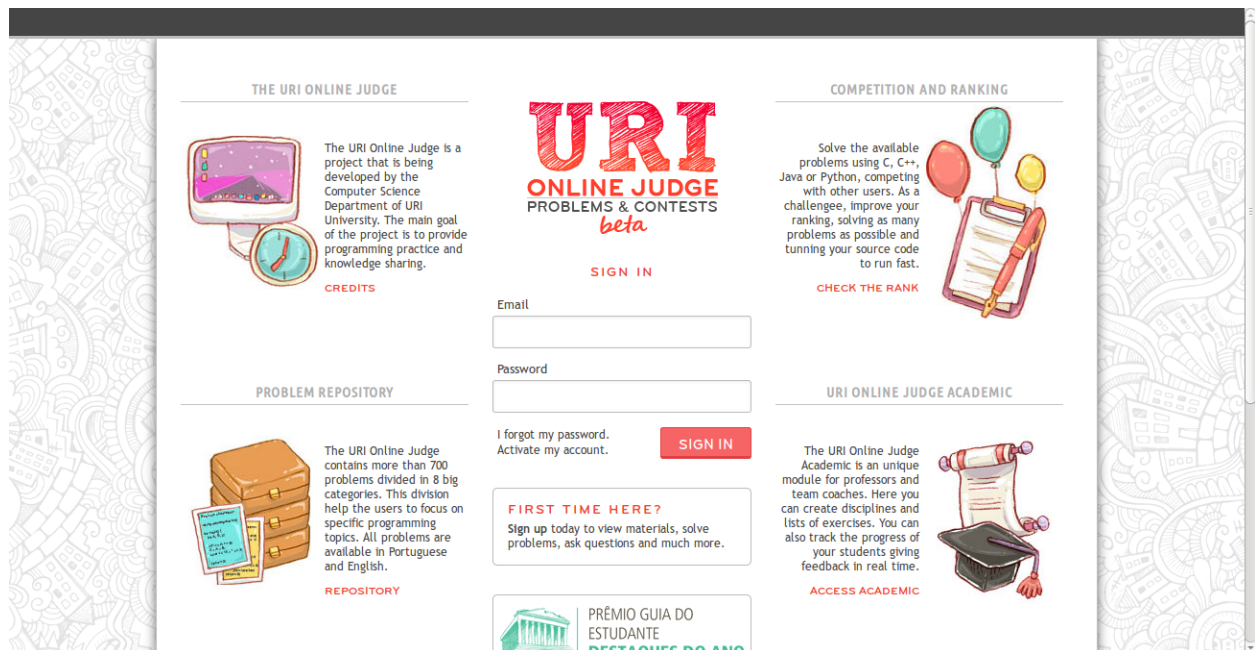 THE URI ONLINE JUDGE
The URI Online Judge is a
project that is being
developed by the
Computer Science
Department of URI
University. The main goal
of the project is to provide
programming practice and
knowledge sharing.
CREDITS
PROBLEM REPOSITORY
The URI Online Judge
contains more than 700
problems divided in 8 big
categories. This division
help the users to focus on
specific programming
topics. All problems are
available in Portuguese
and English.
REPOSITORY
URI
ONLINE JUDGE
PROBLEMS & CONTESTS
beta
SIGN IN
Email
Password
I forgot my password.
Activate my account.
SIGN IN
FIRST TIME HERE?
Sign up today to view materials, solve
problems, ask questions and much more.
PRÊMIO GUIA DO
ESTUDANTE
DESTAQUES DO ANO
COMPETITION AND RANKING
Solve the available
problems using C, C++,
Java or Python, competing
with other users. As a
challengee, improve your
ranking, solving as many
problems as possible and
tunning your source code
to run fast.
CHECK THE RANK
URI ONLINE JUDGE ACADEMIC
The URI Online Judge
Academic is an unique
module for professors and
team coaches. Here you
can create disciplines and
lists of exercises. You can
also track the progress of
your students giving
feedback in real time.
ACCESS ACADEMIC